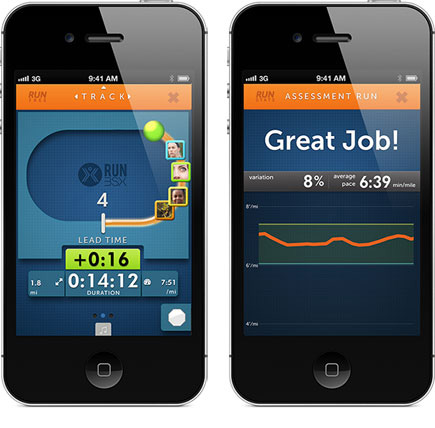 3G 9:41 AM
RUN
PACE
TRACK
RUN
BSX
4
LEAD TIME
+0:16
1.8
mi
0:14:12
DURATION
7:51
/mi
3G 9:41 AM
RUN
ASSESSMENT RUN
Great Job!
variation 8% average pace 6:39 min/mile
8'/mi
6'/mi
4'/mi